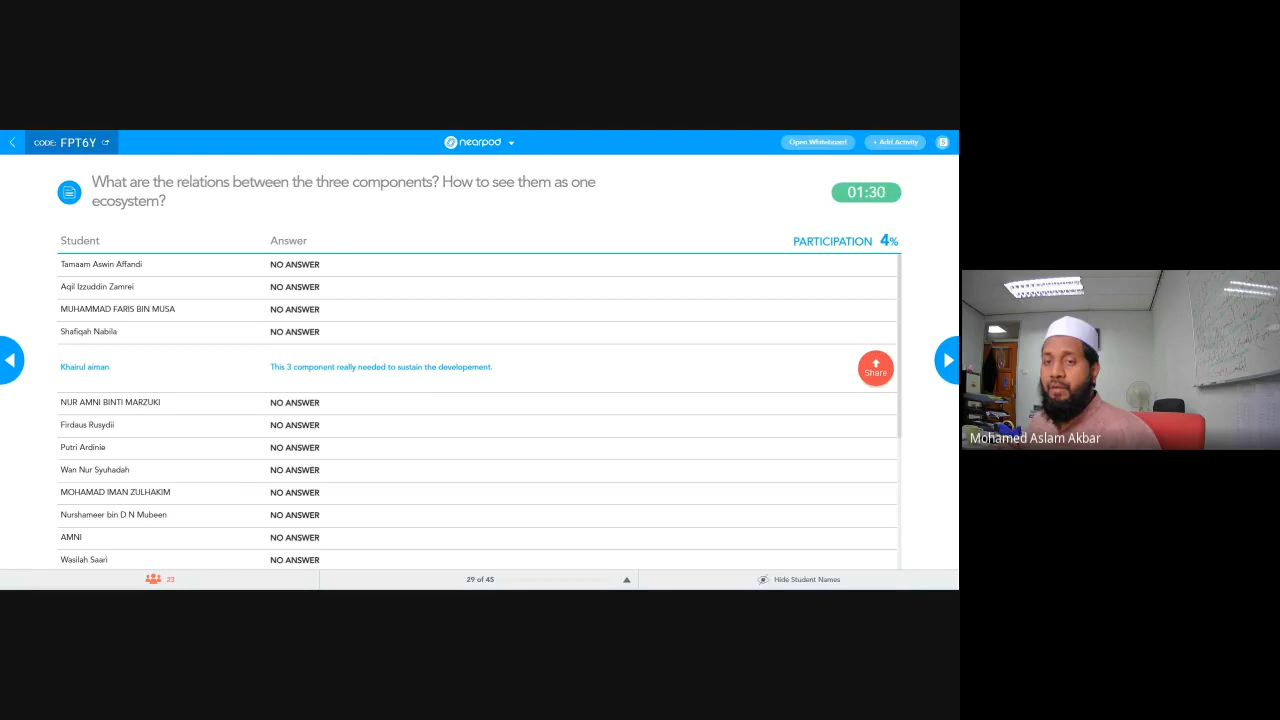 CODE: FPT6Y
nearpod
Open Whiteboard
+ Add Activity
What are the relations between the three components? How to see them as one
ecosystem?
01:30
Student Answer PARTICIPATION 4%
Tamaam Aswin Affandi NO ANSWER
Aqil Izzuddin Zamrei NO ANSWER
MUHAMMAD FARIS BIN MUSA NO ANSWER
Shafiqah Nabila NO ANSWER
Khairul aiman This 3 component really needed to sustain the developement.
Share
NUR AMNI BINTI MARZUKI NO ANSWER
Firdaus Rusydii NO ANSWER
Putri Ardinie NO ANSWER
Wan Nur Syuhadah NO ANSWER
MOHAMAD IMAN ZULHAKIM NO ANSWER
Nurshameer bin D N Mubeen NO ANSWER
AMNI NO ANSWER
Wasilah Saari NO ANSWER
23
29 of 45
Hide Student Names
Mohamed Aslam Akbar